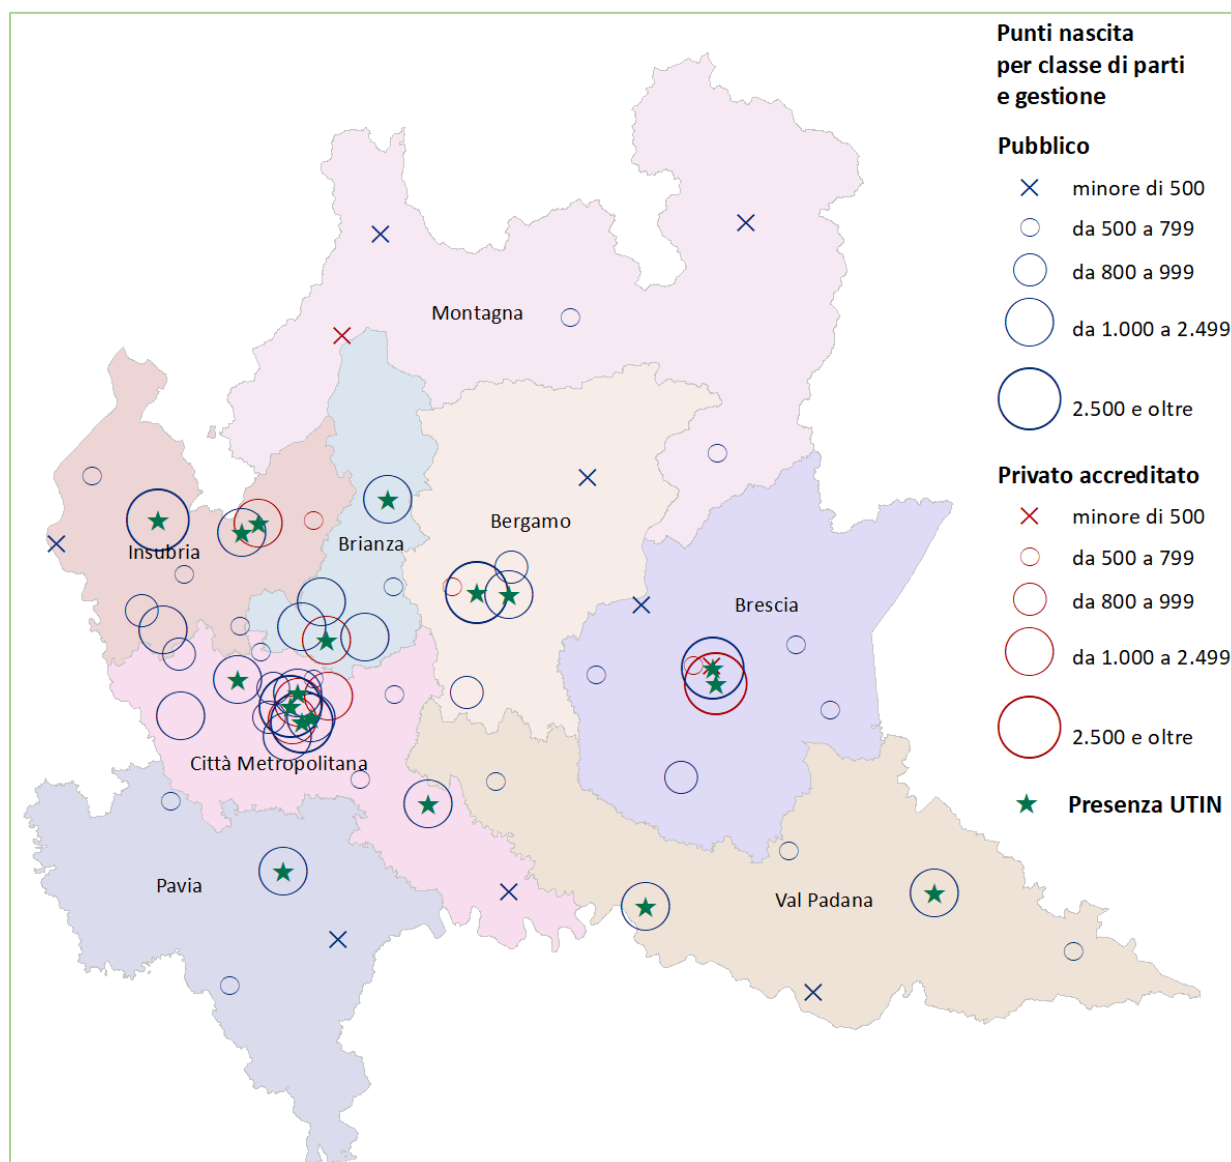 Punti nascita
per classe di parti
e gestione
Pubblico
minore di 500
da 500 a 799
da 800 a 999
da 1.000 a 2.499
2.500 e oltre
Privato accreditato
minore di 500
da 500 a 799
da 800 a 999
da 1.000 a 2.499
2.500 e oltre
Presenza UTIN
Montagna
Bergamo
Brianza
Insubria
Brescia
Città Metropolitana
Pavia
Val Padana